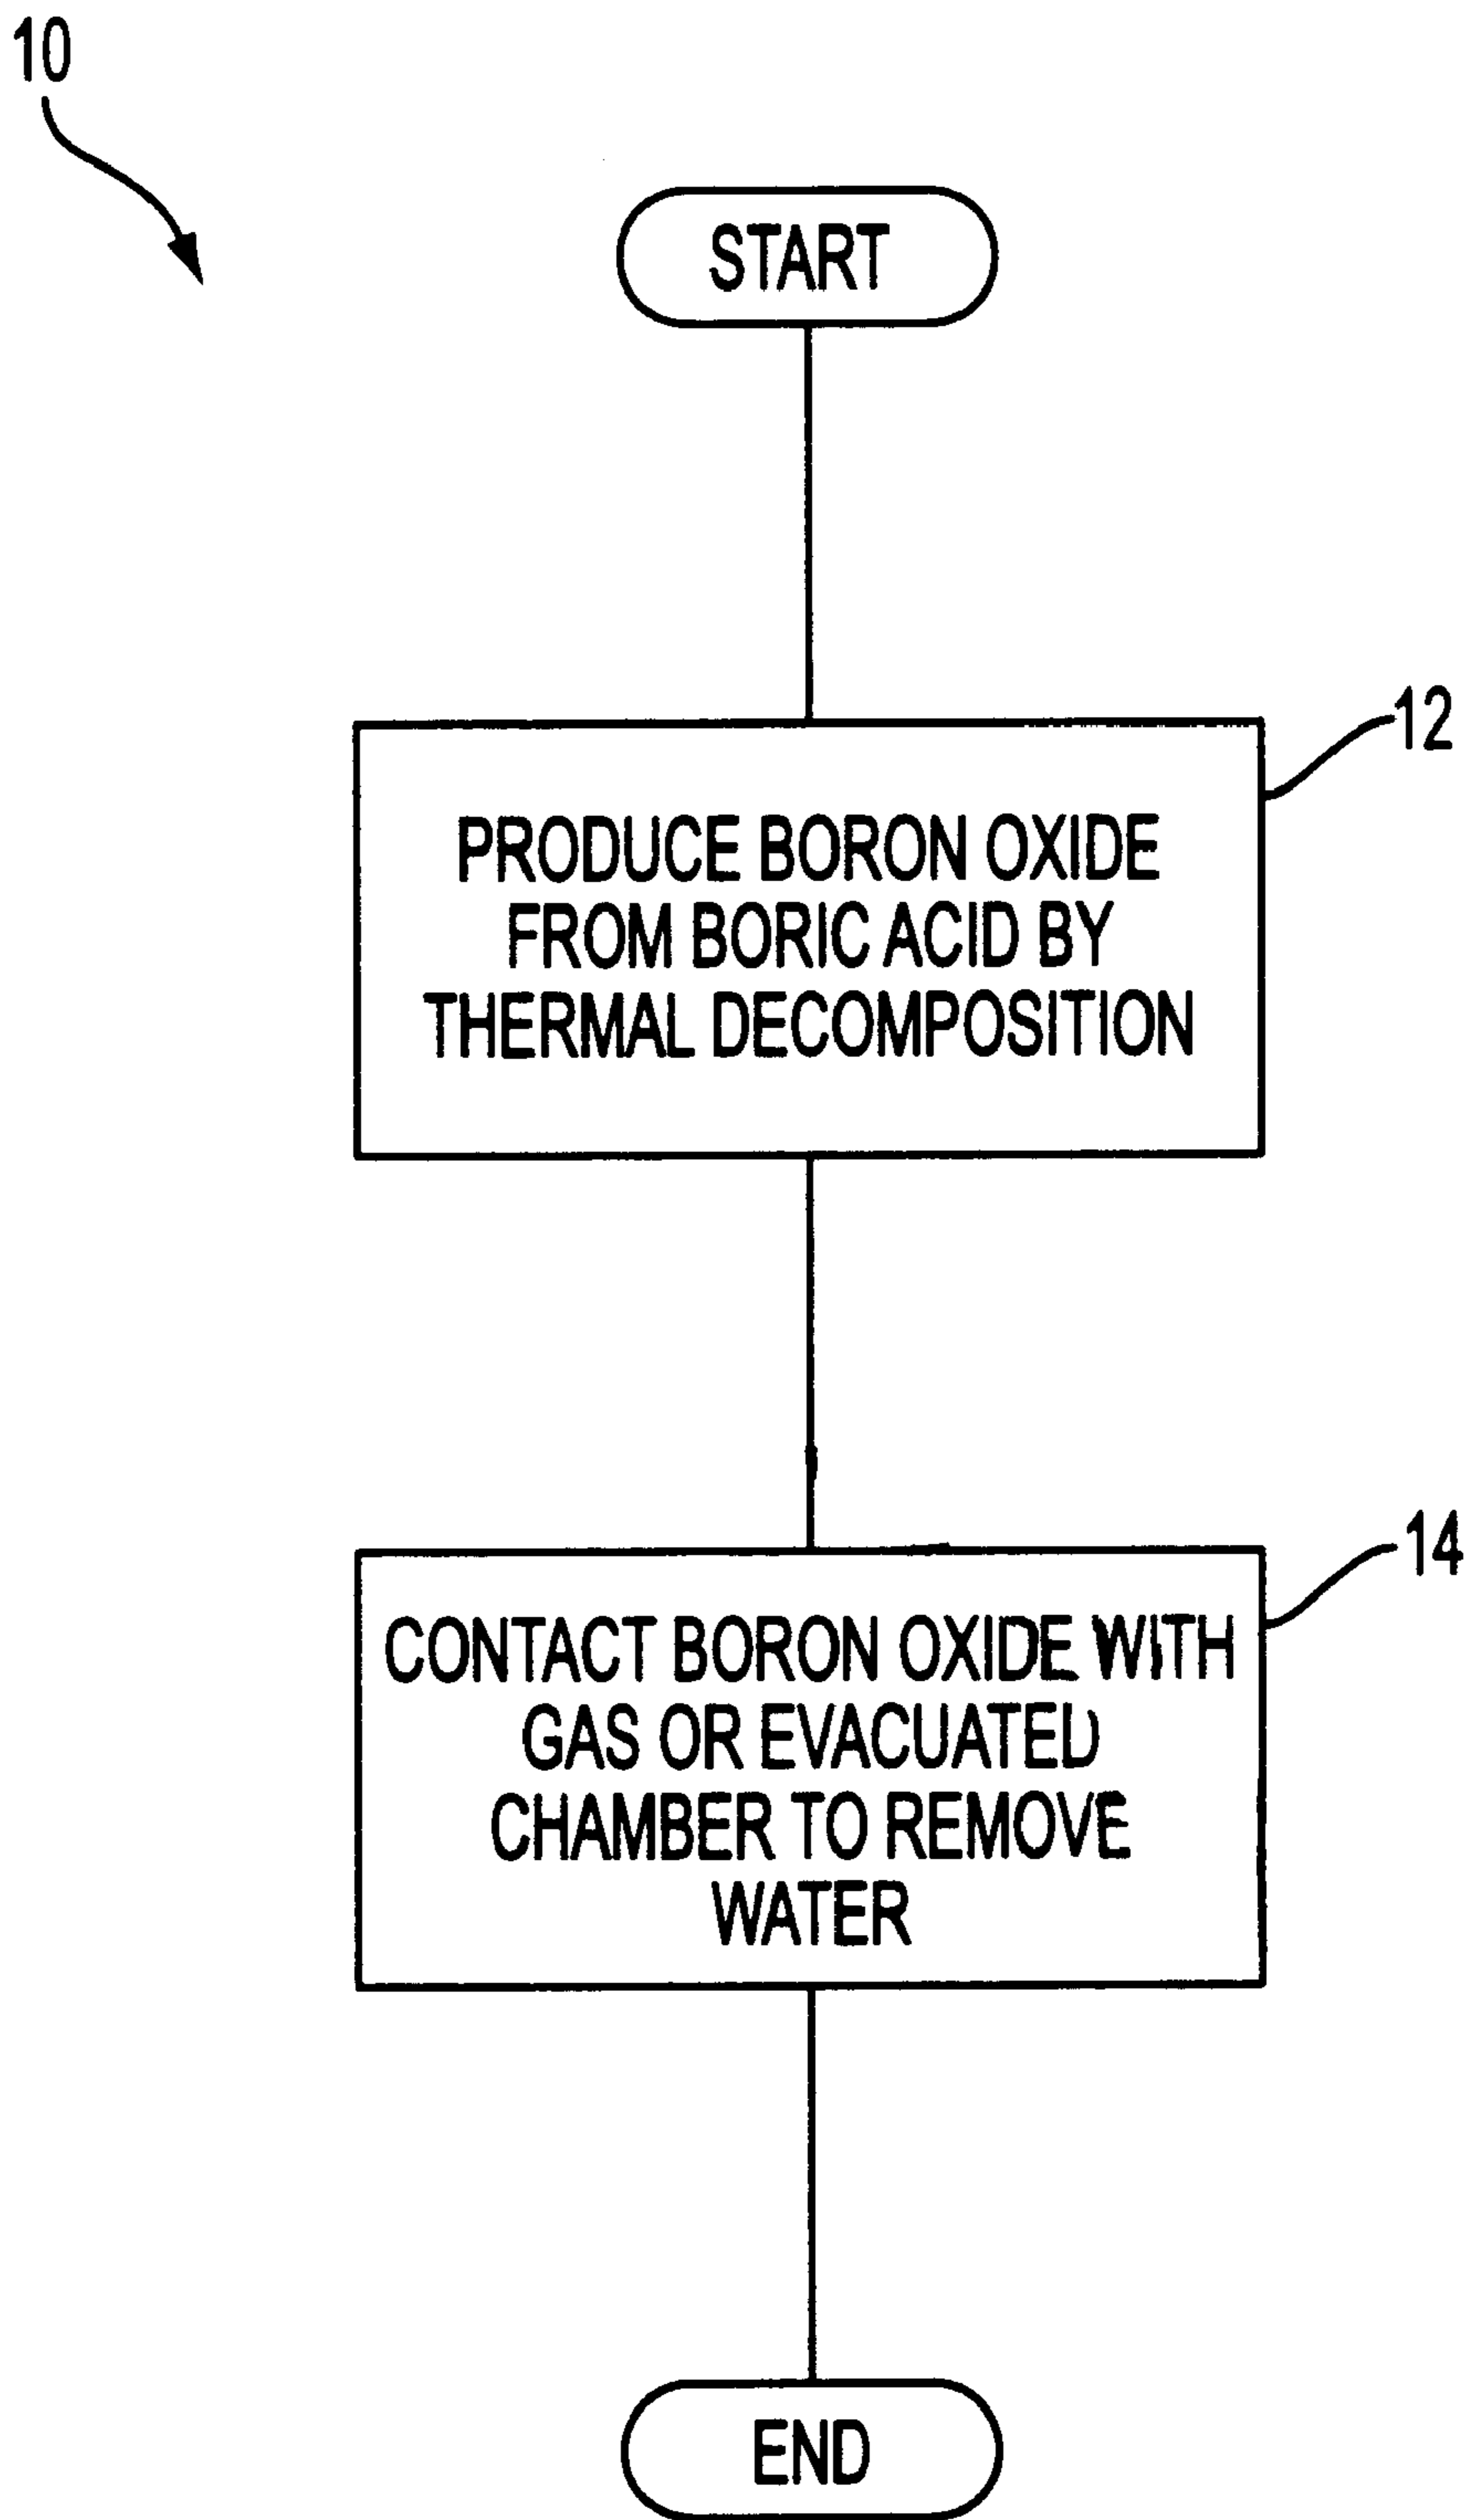 10
START
12
PRODUCE BORON OXIDE
FROM BORIC ACID BY
THERMAL DECOMPOSITION
14
CONTACT BORON OXIDE WITH
GAS OR EVACUATED
CHAMBER TO REMOVE
WATER
END